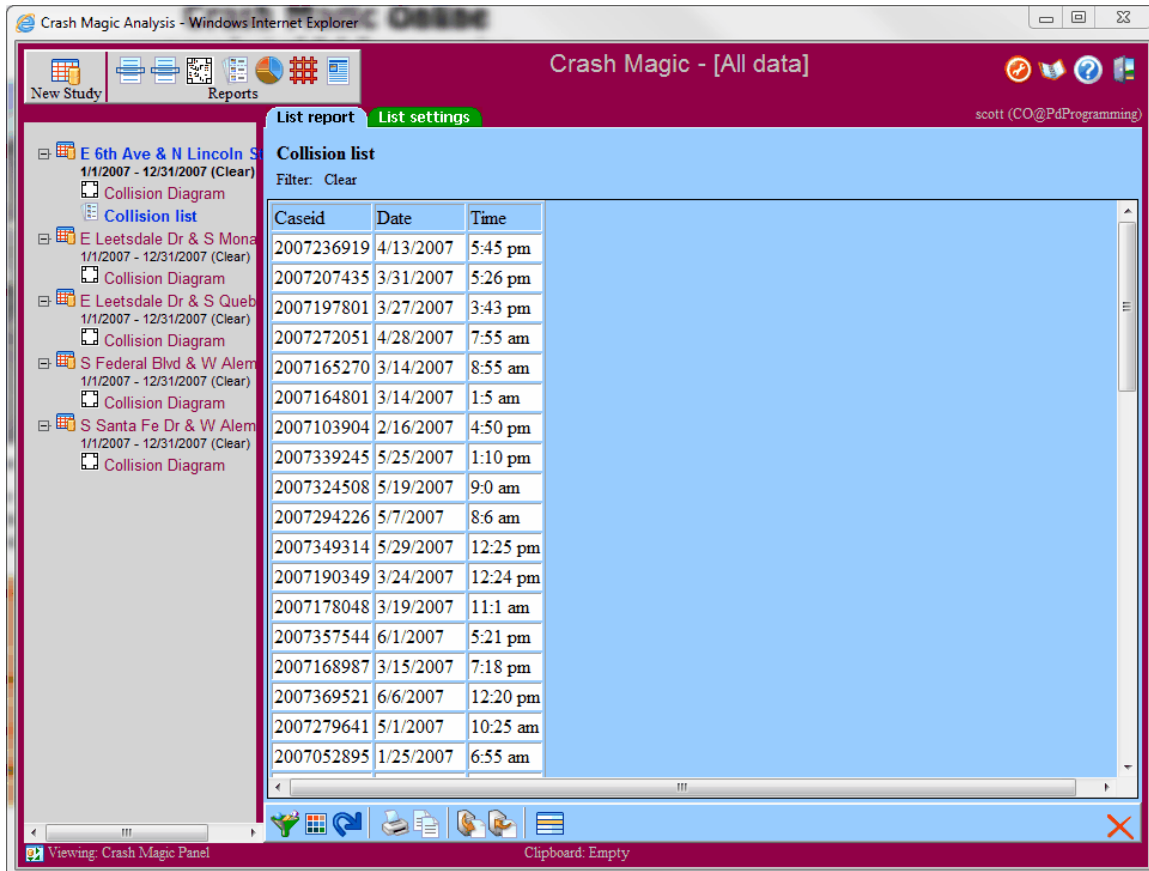 Crash Magic Analysis - Windows Internet Explorer
Crash Magic - [All data]
New Study
Reports
scott (CO@PdProgramming)
List report
List settings
E 6th Ave & N Lincoln S
1/1/2007 - 12/31/2007 (Clear)
Collision Diagram
Collision list
E Leetsdale Dr & S Mona
1/1/2007 - 12/31/2007 (Clear)
Collision Diagram
E Leetsdale Dr & S Queb
1/1/2007 - 12/31/2007 (Clear)
Collision Diagram
S Federal Blvd & W Alem
1/1/2007 - 12/31/2007 (Clear)
Collision Diagram
S Santa Fe Dr & W Alem
1/1/2007 - 12/31/2007 (Clear)
Collision Diagram
Collision list
Filter: Clear
Caseid Date Time
2007236919 4/13/2007 5:45 pm
2007207435 3/31/2007 5:26 pm
2007197801 3/27/2007 3:43 pm
2007272051 4/28/2007 7:55 am
2007165270 3/14/2007 8:55 am
2007164801 3/14/2007 1:5 am
2007103904 2/16/2007 4:50 pm
2007339245 5/25/2007 1:10 pm
2007324508 5/19/2007 9:0 am
2007294226 5/7/2007 8:6 am
2007349314 5/29/2007 12:25 pm
2007190349 3/24/2007 12:24 pm
2007178048 3/19/2007 11:1 am
2007357544 6/1/2007 5:21 pm
2007168987 3/15/2007 7:18 pm
2007369521 6/6/2007 12:20 pm
2007279641 5/1/2007 10:25 am
2007052895 1/25/2007 6:55 am
Viewing: Crash Magic Panel
Clipboard: Empty